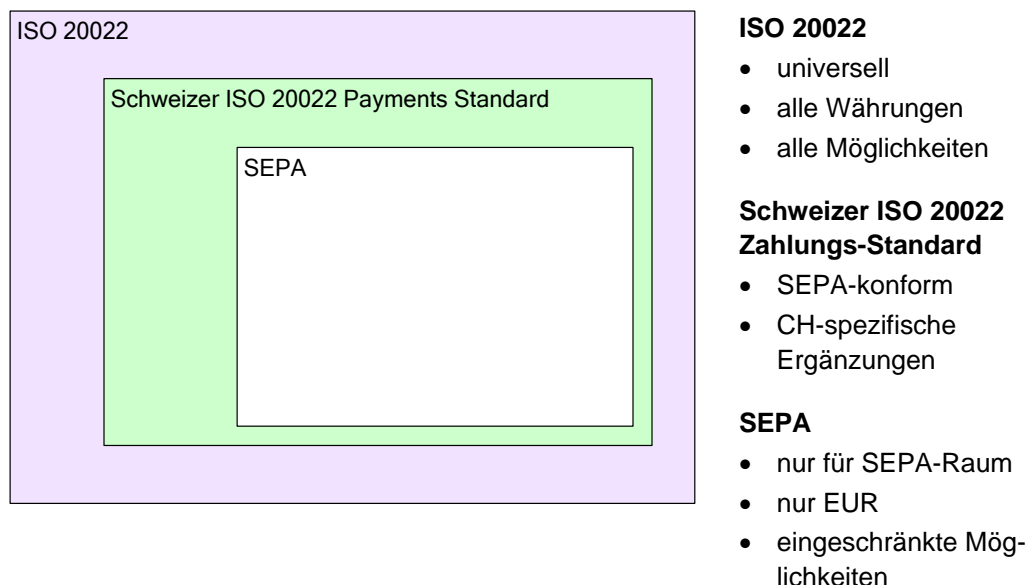 ISO 20022
Schweizer ISO 20022 Payments Standard
SEPA
ISO 20022
• universell
• alle Währungen
• alle Möglichkeiten
Schweizer ISO 20022
Zahlungs-Standard
• SEPA-konform
• CH-spezifische
Ergänzungen
SEPA
• nur für SEPA-Raum
• nur EUR
• eingeschränkte Mög-
lichkeiten